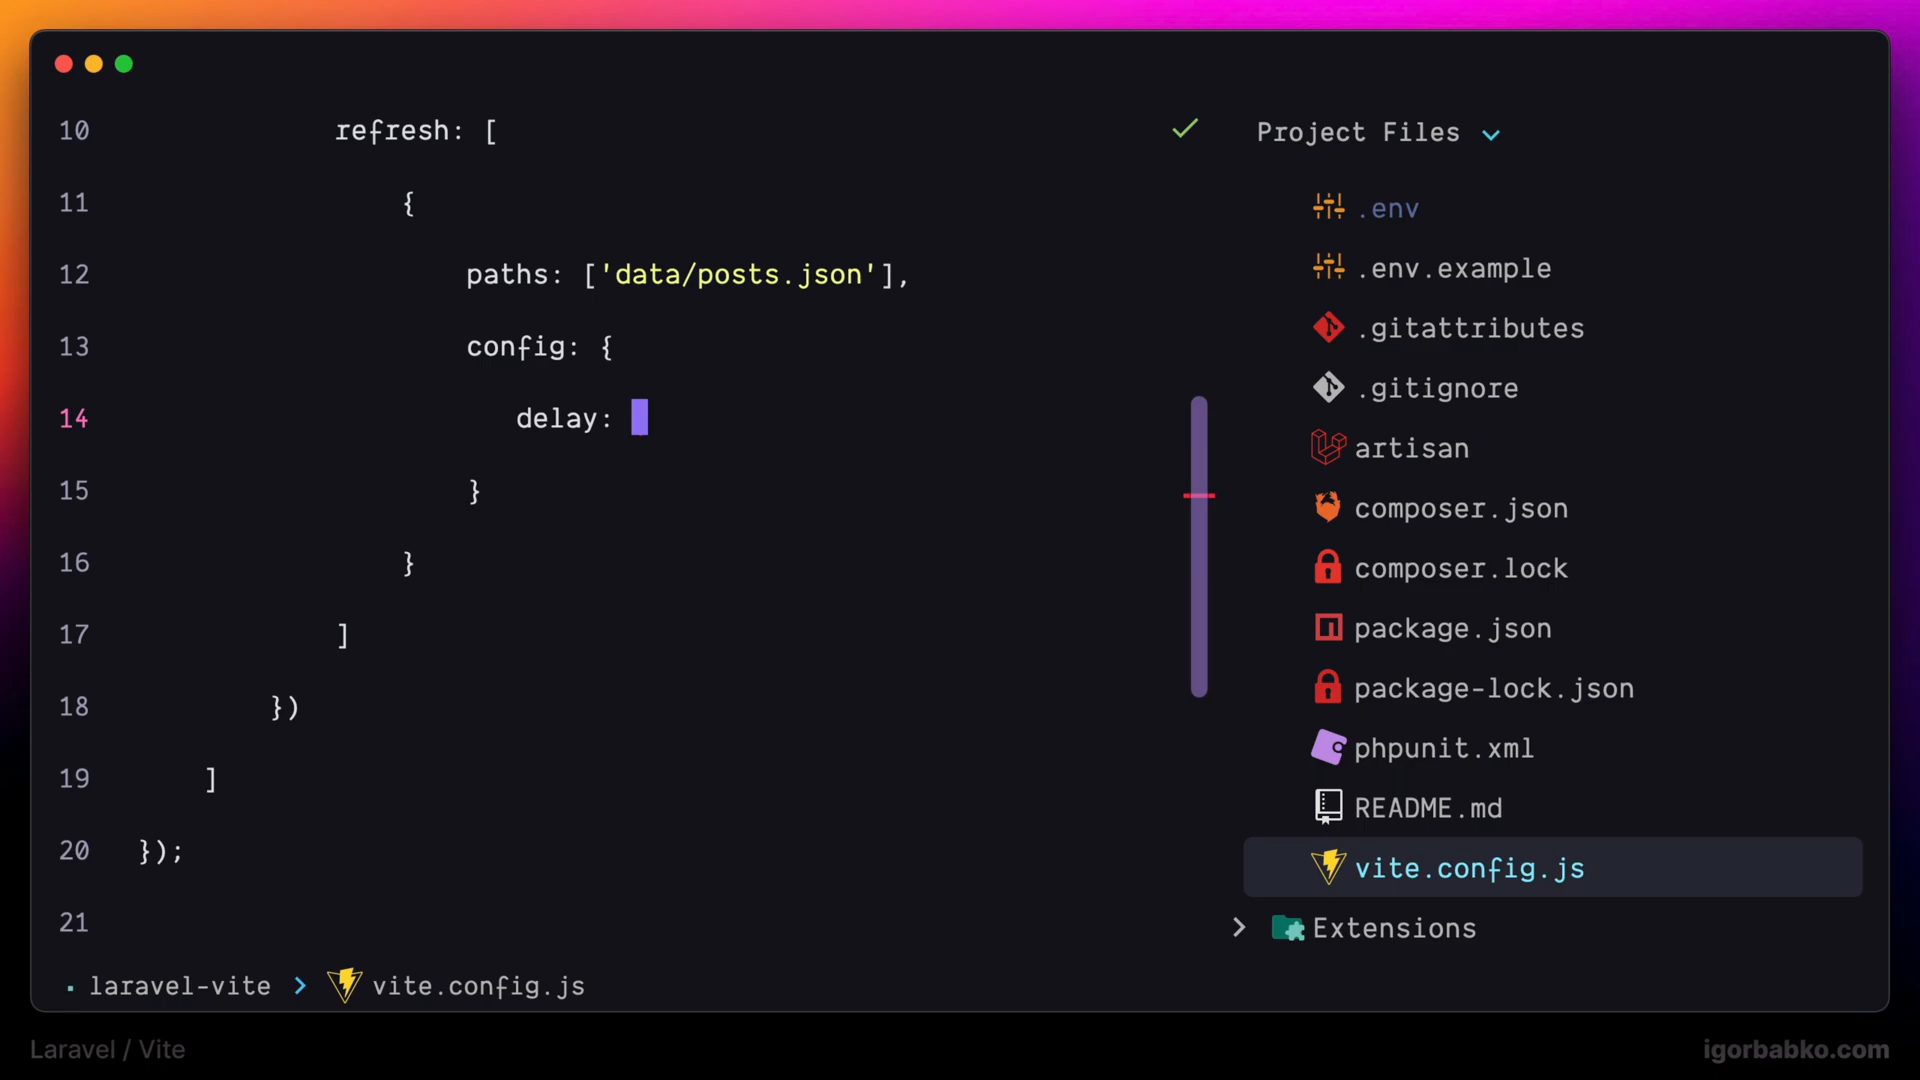 10 refresh: [
11 {
12 paths: ['data/posts.json'],
13 config: {
14 delay:
15 }
16 }
17 ]
18 })
19 ]
20 });
21
laravel-vite > vite.config.js
Project Files
.env
.env.example
.gitattributes
.gitignore
artisan
composer.json
composer.lock
package.json
package-lock.json
phpunit.xml
README.md
vite.config.js
> Extensions
Laravel / Vite
igorbabko.com